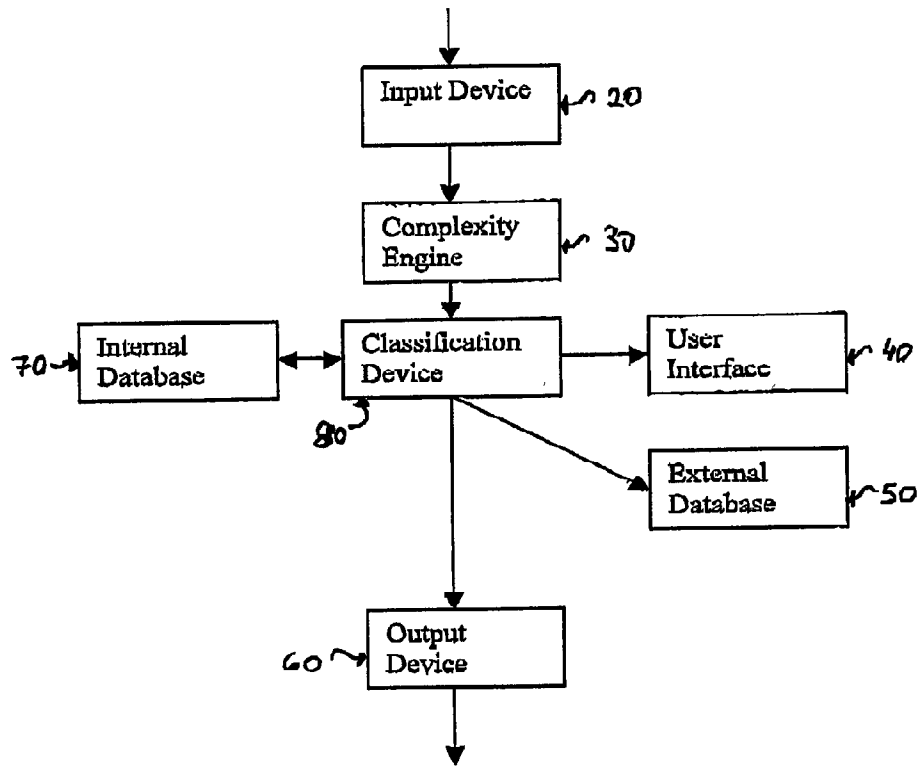 Input Device
20
Complexity
Engine
30
70
Internal
Database
Classification
Device
80
User
Interface
40
External
Database
50
60
Output
Device